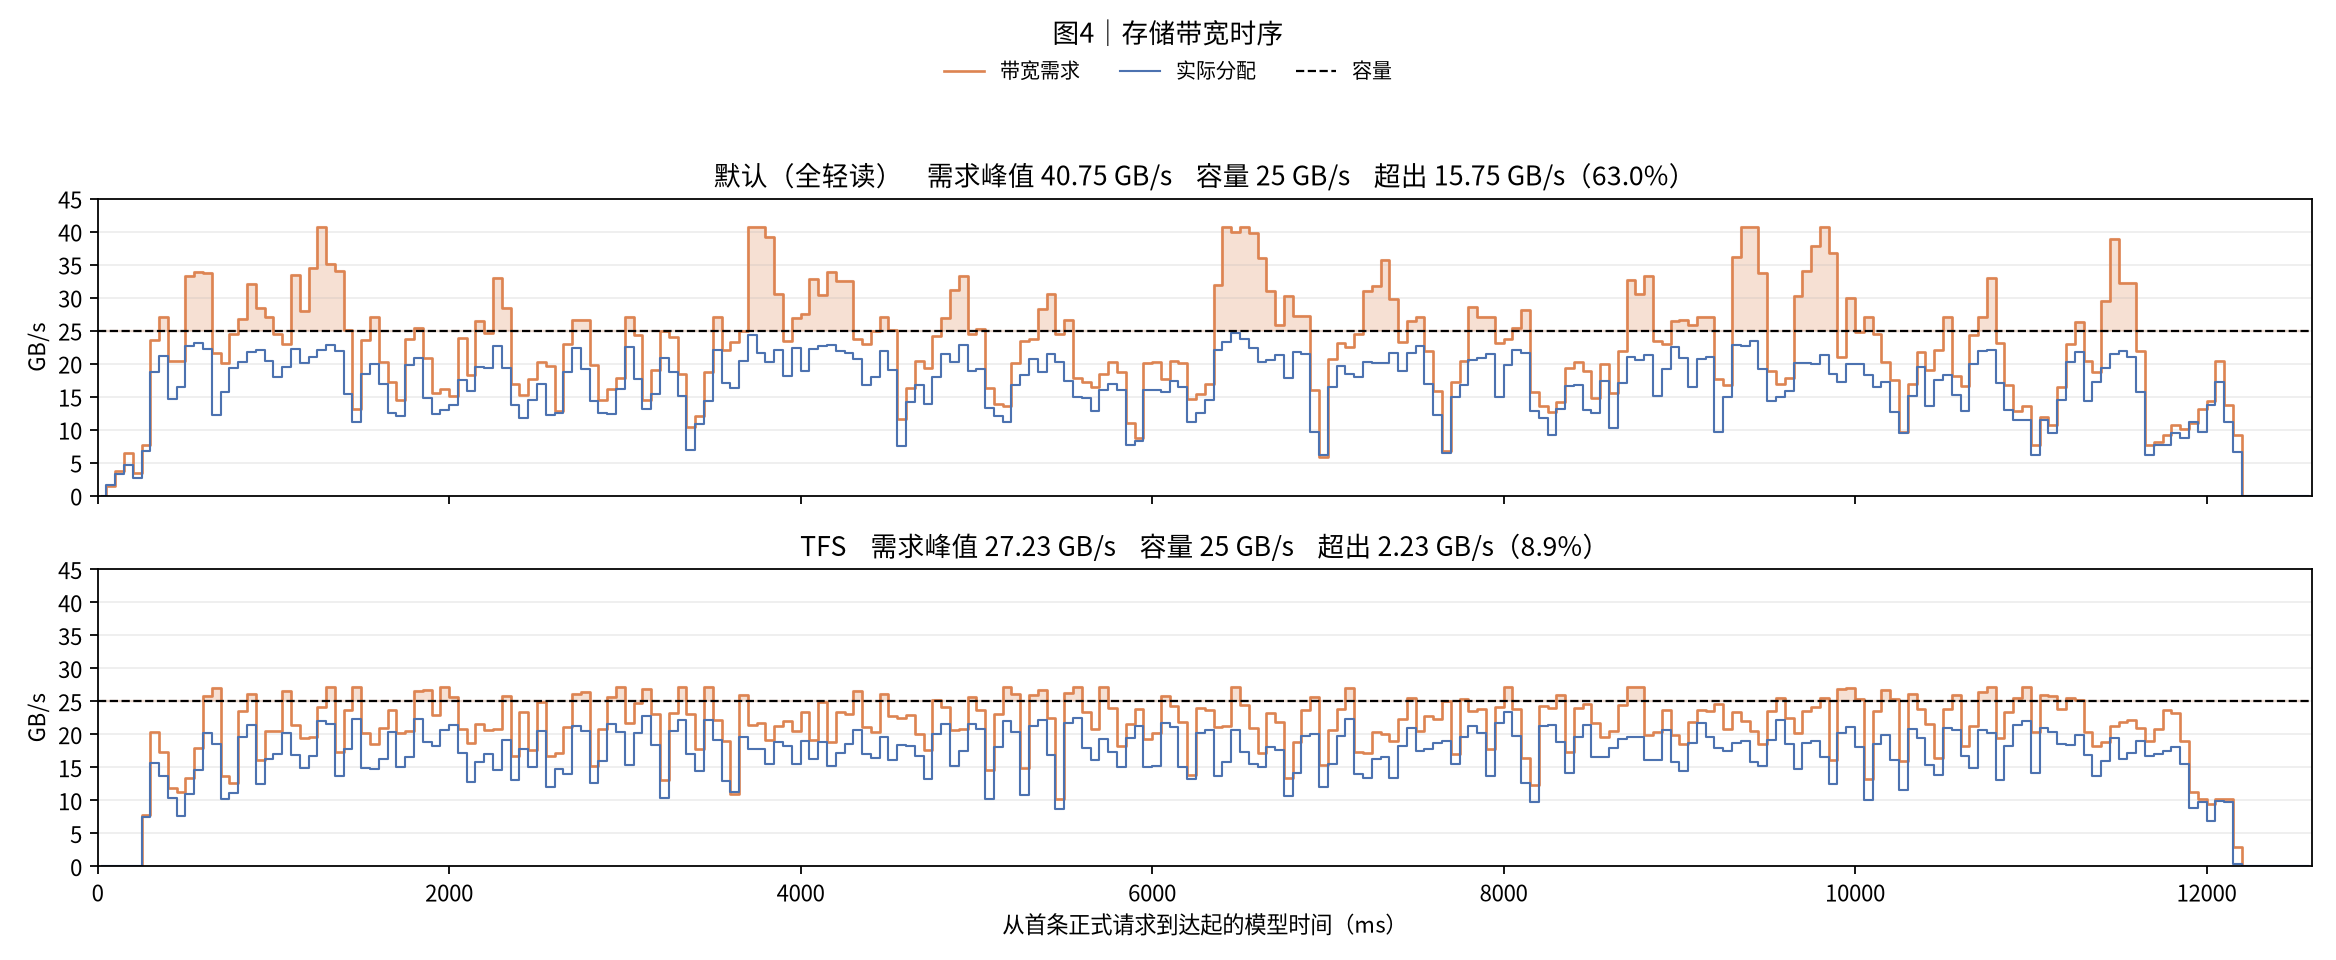 图4｜存储带宽时序
带宽需求 实际分配 容量
默认（全轻读） 需求峰值 40.75 GB/s 容量 25 GB/s 超出 15.75 GB/s（63.0%）
45
40
35
30
25
20
15
10
5
0
GB/s
TFS 需求峰值 27.23 GB/s 容量 25 GB/s 超出 2.23 GB/s（8.9%）
45
40
35
30
25
20
15
10
5
0
GB/s
0 2000 4000 6000 8000 10000 12000
从首条正式请求到达起的模型时间（ms）